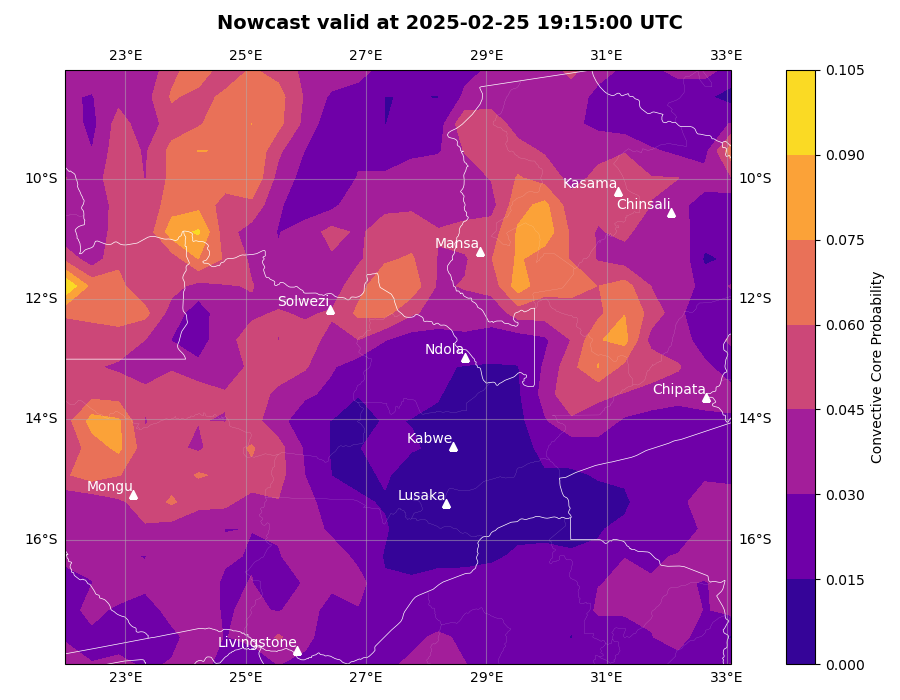 Nowcast valid at 2025-02-25 19:15:00 UTC
23°E 25°E 27°E 29°E 31°E 33°E
0.105
0.090
10°S 10°S
Kasama
Chinsali
Mansa
0.075
12°S 12°S
Solwezi
0.060
Ndola
Chipata
0.045
14°S 14°S
Kabwe
Mongu
Lusaka
0.030
16°S 16°S
0.015
Livingstone
0.000
23°E 25°E 27°E 29°E 31°E 33°E
Convective Core Probability